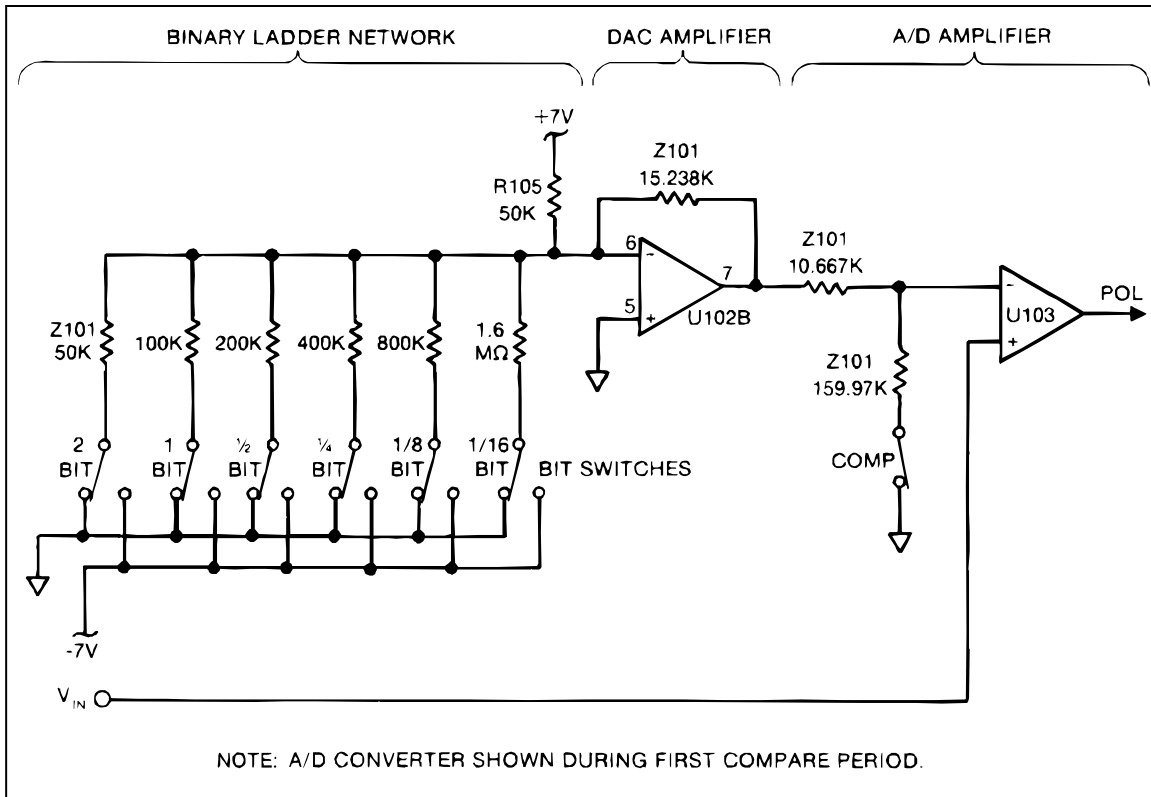 BINARY LADDER NETWORK
DAC AMPLIFIER
A/D AMPLIFIER
+7V
R105
50K
Z101
15.238K
6
-
7
5
+
U102B
Z101
10.667K
-
U103
+
POL
Z101
50K
100K
200K
400K
800K
1.6
MΩ
Z101
159.97K
COMP
2
BIT
1
BIT
½
BIT
¼
BIT
1/8
BIT
1/16
BIT
BIT SWITCHES
-7V
VIN
NOTE: A/D CONVERTER SHOWN DURING FIRST COMPARE PERIOD.